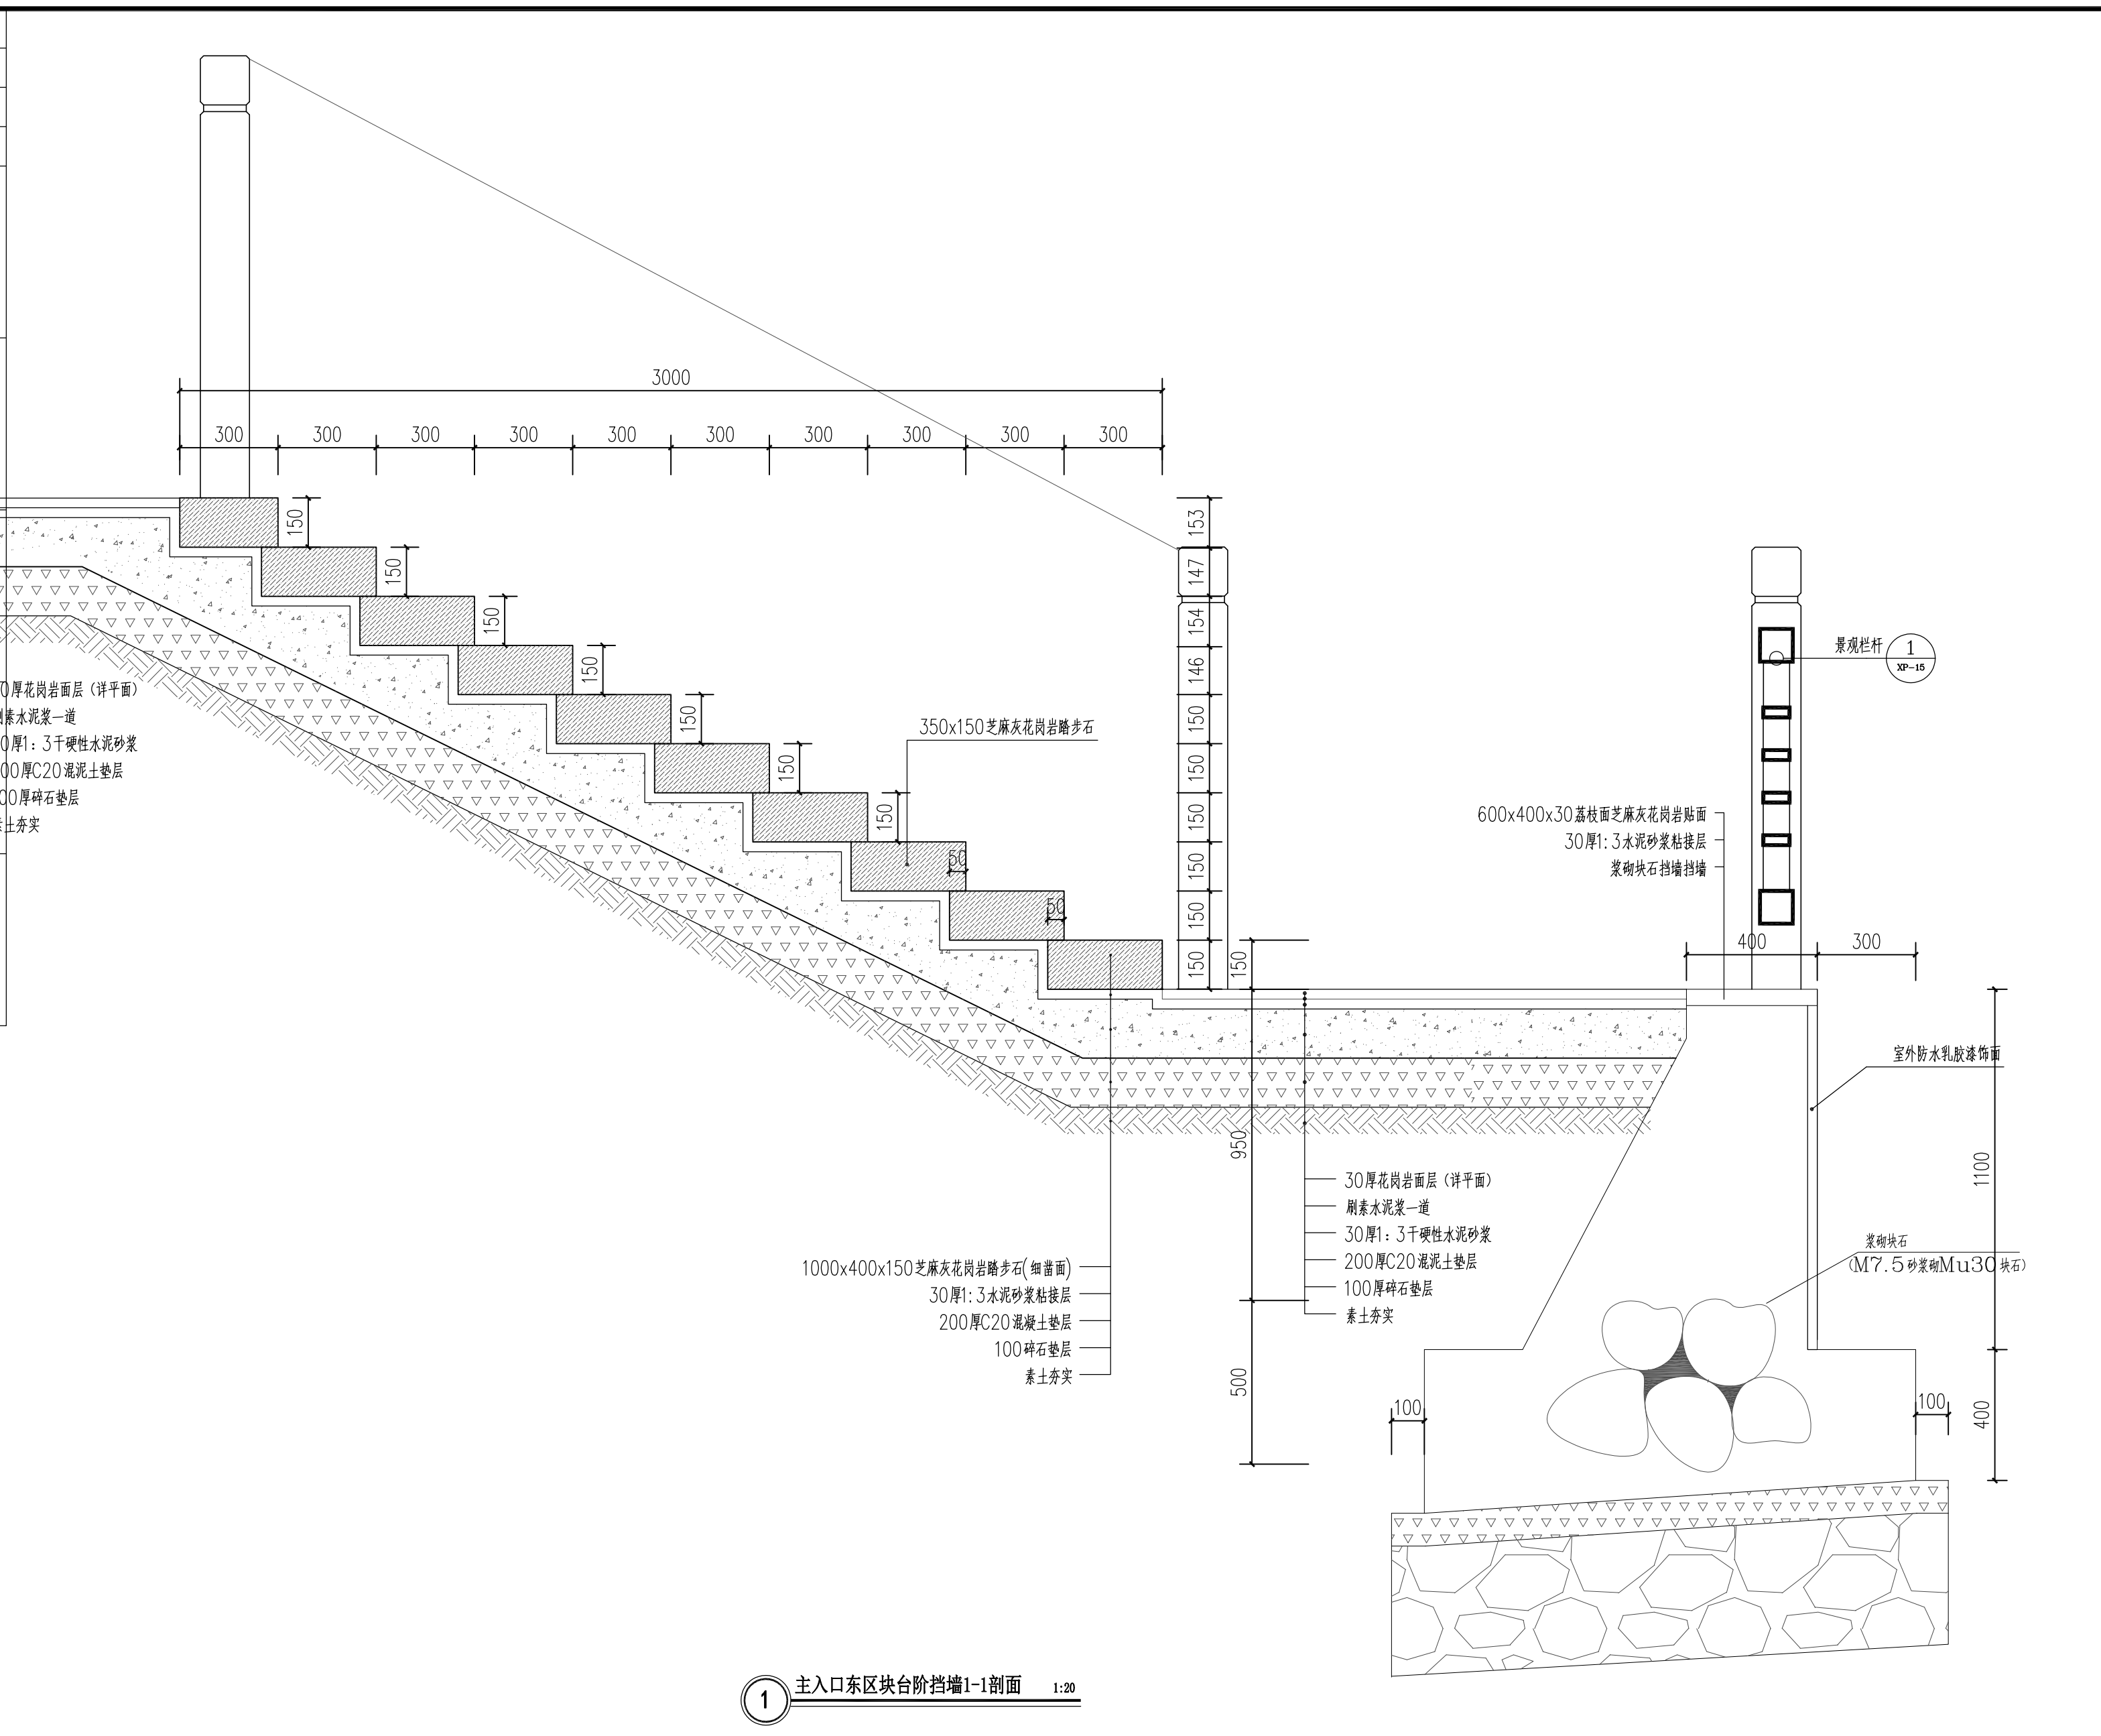 3000
300 300 300 300 300 300 300 300 300 300
150
150
150
150
150
150
150
50
50
153
147
154
146
150
150
150
150
150
150
150
350x150芝麻灰花岗岩踏步石
0厚花岗岩面层（详平面）
素水泥浆一道
0厚1：3干硬性水泥砂浆
00厚C20混泥土垫层
00厚碎石垫层
土夯实
景观栏杆
1
XP-15
600x400x30荔枝面芝麻灰花岗岩贴面
30厚1:3水泥砂浆粘接层
浆砌块石挡墙挡墙
400 300
室外防水乳胶漆饰面
950
500
1100
400
30厚花岗岩面层（详平面）
刷素水泥浆一道
30厚1：3干硬性水泥砂浆
200厚C20混泥土垫层
100厚碎石垫层
素土夯实
1000x400x150芝麻灰花岗岩踏步石(细凿面)
30厚1:3水泥砂浆粘接层
200厚C20混凝土垫层
100碎石垫层
素土夯实
浆砌块石
(M7.5砂浆砌Mu30块石)
100 100
1 主入口东区块台阶挡墙1-1剖面 1:20